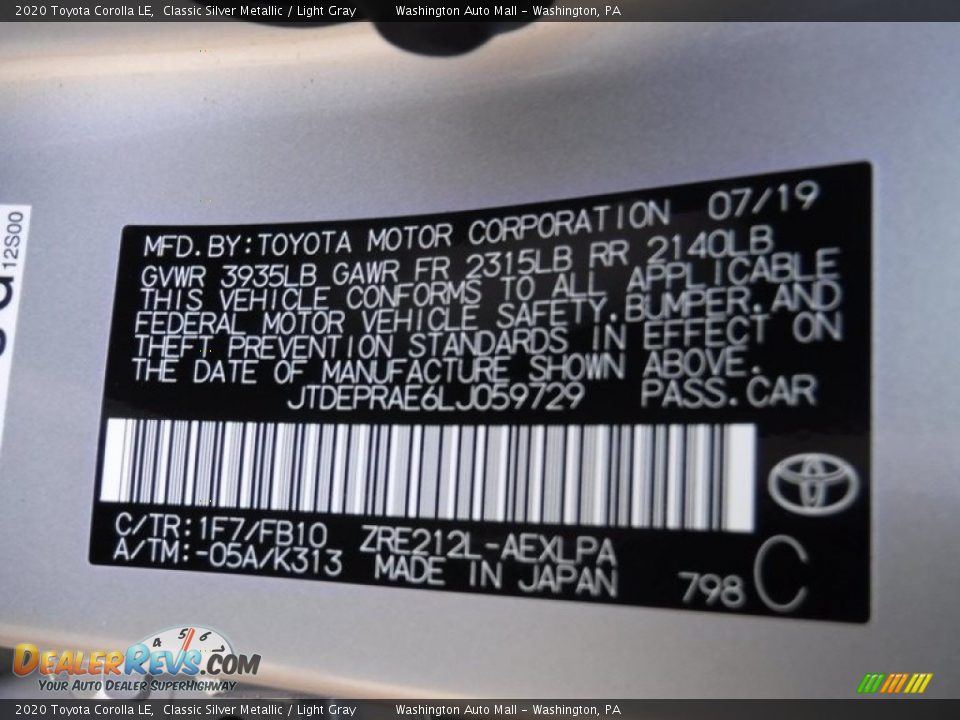 2020 Toyota Corolla LE,  Classic Silver Metallic / Light Gray     Washington Auto Mall - Washington, PA
12S00
MFD. BY: TOYOTA MOTOR CORPORATION 07/19
GVWR 3935LB GAWR FR 2315LB RR 2140LB
THIS VEHICLE CONFORMS TO ALL APPLICABLE
FEDERAL MOTOR VEHICLE SAFETY, BUMPER, AND
THEFT PREVENTION STANDARDS IN EFFECT ON
THE DATE OF MANUFACTURE SHOWN ABOVE.
JTDEPRAE6LJ059729 PASS. CAR
C/TR: 1F7/FB10 ZRE212L-AEXLPA
A/TM: -05A/K313 MADE IN JAPAN 798 C
4 5 6
DEALERREVS.COM
YOUR AUTO DEALER SUPERHIGHWAY
2020 Toyota Corolla LE,  Classic Silver Metallic / Light Gray     Washington Auto Mall - Washington, PA